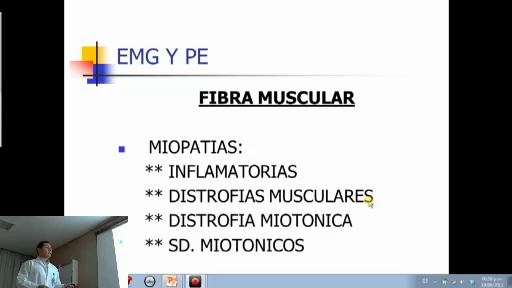 EMG Y PE
FIBRA MUSCULAR
MIOPATIAS:
** INFLAMATORIAS
** DISTROFIAS MUSCULARES
** DISTROFIA MIOTONICA
** SD. MIOTONICOS